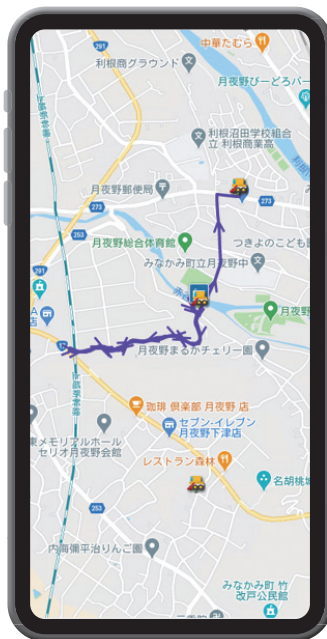 中華たむら
291
利根商グラウンド
月夜野びーどろパー
利根沼田学校組合
立 利根商業高
月夜野郵便局
273
273
253
月夜野総合体育館
つきよのこども園
みなかみ町立月夜野中
291
月夜野
店
月夜野まるかチェリー園
上越新幹線
珈琲 倶楽部 月夜野 店
セブン-イレブン
月夜野下津店
東メモリアルホール
セリオ月夜野会館
レストラン森林
名胡桃城
253
内海彌平治りんご園
みなかみ町 竹
改戸公民館